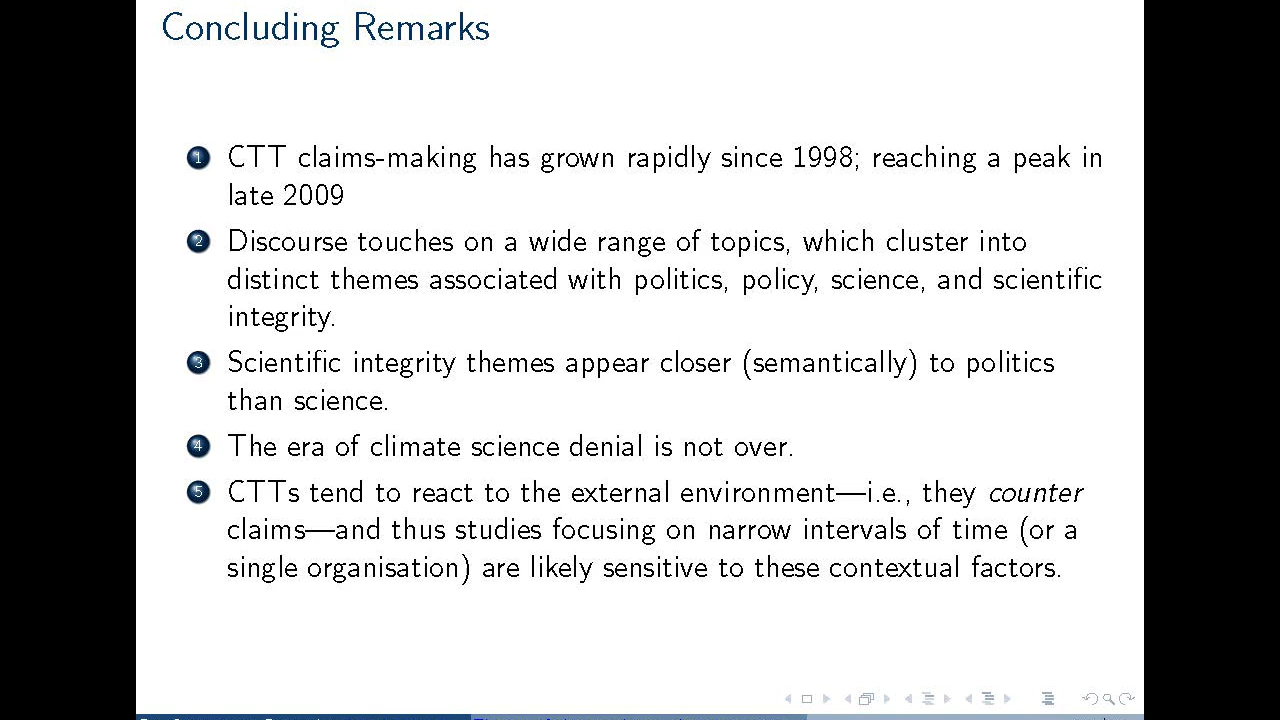 Concluding Remarks
1 CTT claims-making has grown rapidly since 1998; reaching a peak in
late 2009
2 Discourse touches on a wide range of topics, which cluster into
distinct themes associated with politics, policy, science, and scientific
integrity.
3 Scientific integrity themes appear closer (semantically) to politics
than science.
4 The era of climate science denial is not over.
5 CTTs tend to react to the external environment—i.e., they counter
claims—and thus studies focusing on narrow intervals of time (or a
single organisation) are likely sensitive to these contextual factors.